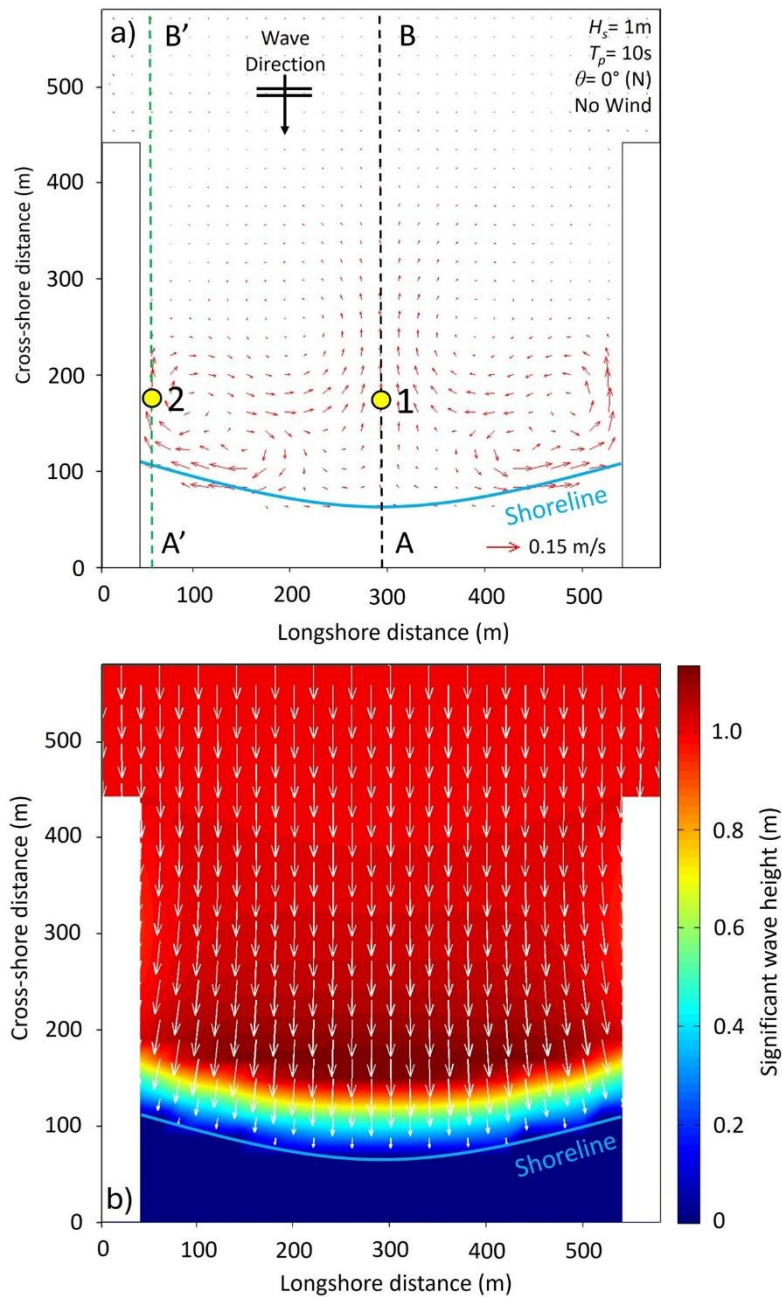 a)
B’
B
Wave
Direction
Hs= 1m
Tp= 10s
θ= 0° (N)
No Wind
500
400
300
200
100
0
Cross-shore distance (m)
2
1
Shoreline
A’
A
0.15 m/s
0 100 200 300 400 500
Longshore distance (m)
500
400
300
200
100
0
Cross-shore distance (m)
Shoreline
b)
0 100 200 300 400 500
Longshore distance (m)
1.0
0.8
0.6
0.4
0.2
0
Significant wave height (m)